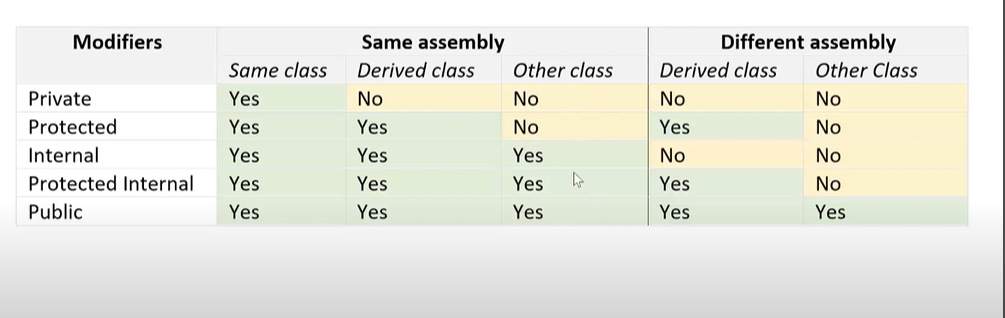 Modifiers Same assembly Different assembly
Same class Derived class Other class Derived class Other Class
Private Yes No No No No
Protected Yes Yes No Yes No
Internal Yes Yes Yes No No
Protected Internal Yes Yes Yes Yes No
Public Yes Yes Yes Yes Yes